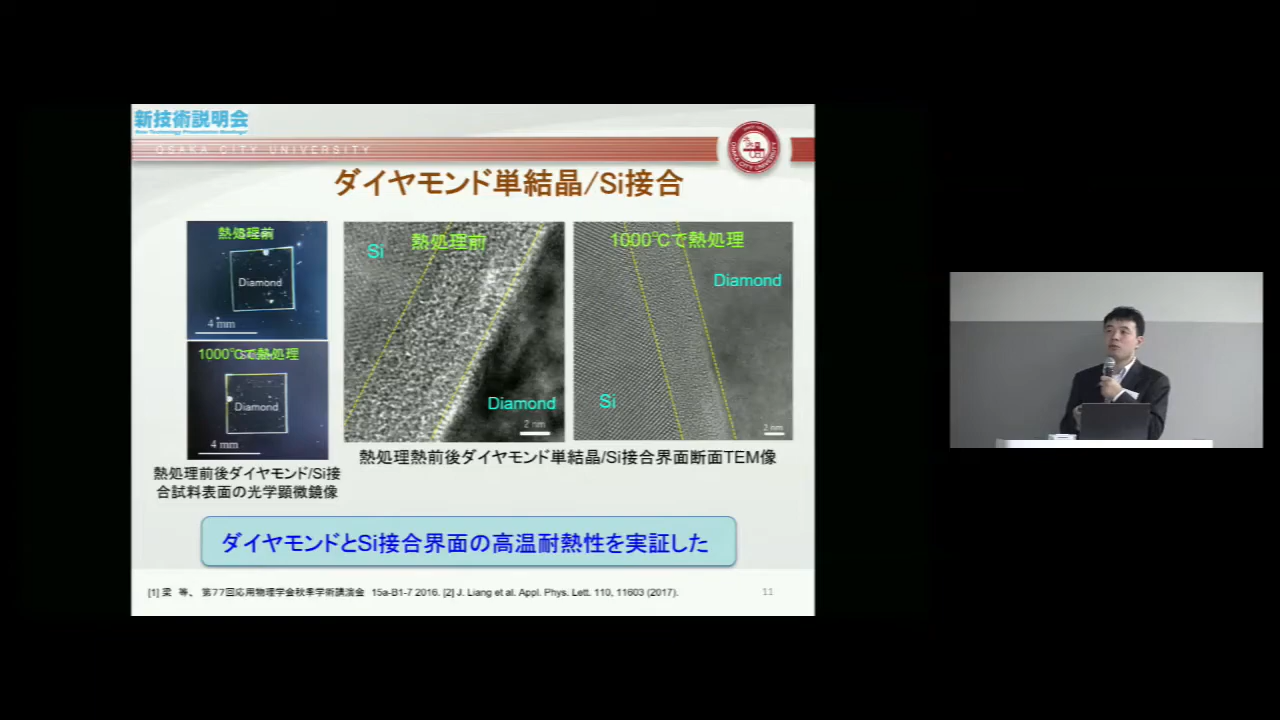 新技術説明会
New Technology Presentation Meetings!
OSAKA CITY UNIVERSITY
ダイヤモンド単結晶/Si接合
熱処理前
Diamond
4 mm
1000℃で熱処理
Diamond
4 mm
熱処理前後ダイヤモンド/Si接
合試料表面の光学顕微鏡像
Si
熱処理前
Diamond
2 nm
1000℃で熱処理
Diamond
Si
2 nm
熱処理熱前後ダイヤモンド単結晶/Si接合界面断面TEM像
ダイヤモンドとSi接合界面の高温耐熱性を実証した
[1] 梁 等、 第77回応用物理学会秋季学術講演会 15a-B1-7 2016. [2] J. Liang et al. Appl. Phys. Lett. 110, 11603 (2017).
11